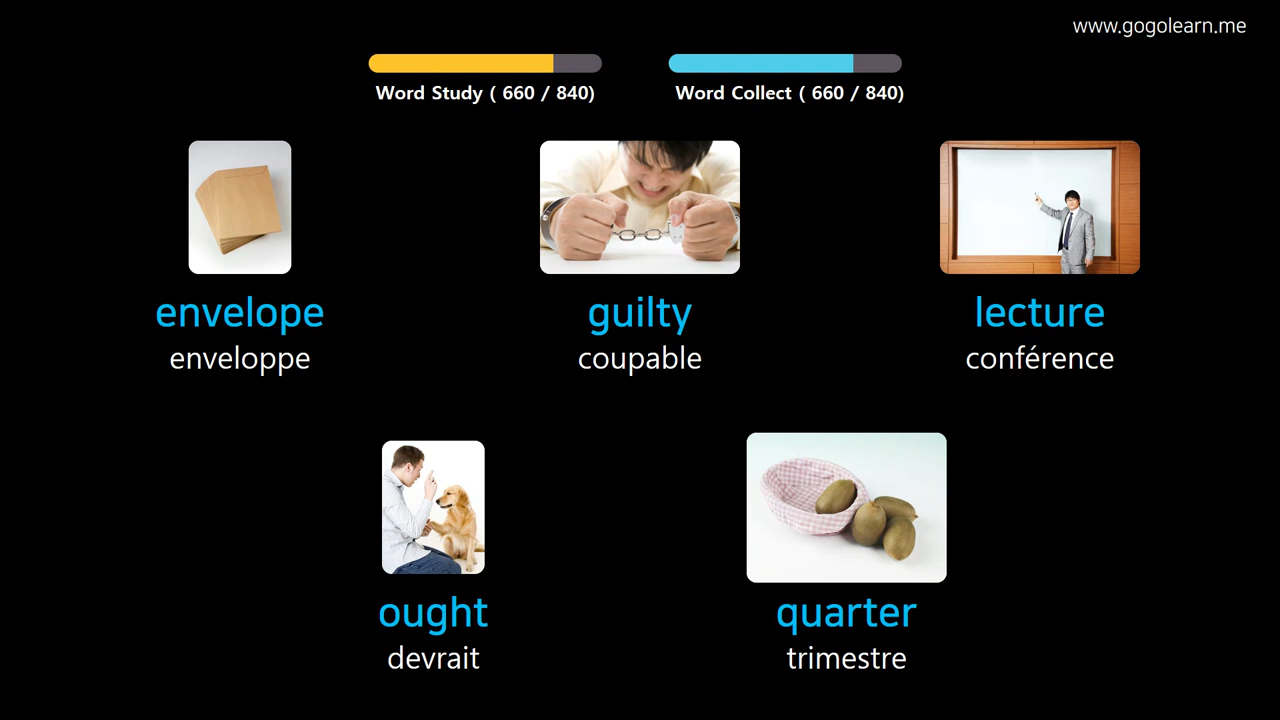 www.gogolearn.me
Word Study ( 660 / 840)
Word Collect ( 660 / 840)
envelope
enveloppe
guilty
coupable
lecture
conférence
ought
devrait
quarter
trimestre